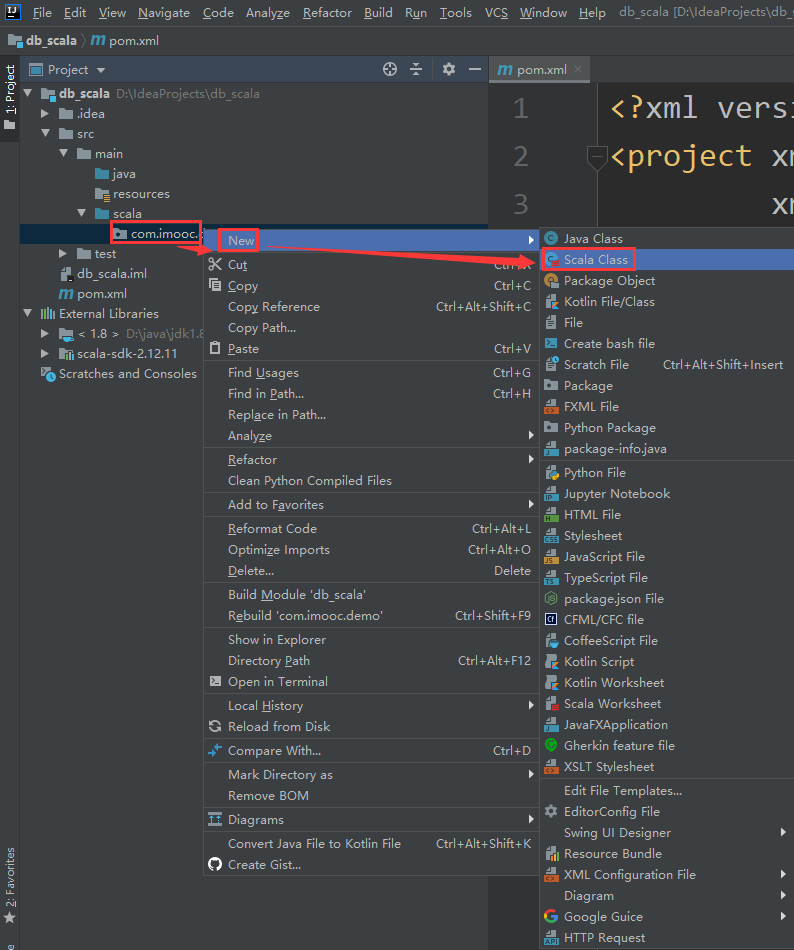 File Edit View Navigate Code Analyze Refactor Build Run Tools VCS Window Help db_scala [D:\IdeaProjects\db_
db_scala pom.xml
1: Project
Project
pom.xml
db_scala D:\IdeaProjects\db_scala
.idea
src
main
java
resources
scala
com.imooc.
test
db_scala.iml
pom.xml
External Libraries
< 1.8 > D:\java\jdk1.8
scala-sdk-2.12.11
Scratches and Consoles
1 <?xml versi
2 <project xm
3 xm
New
Cut Ctrl+X
Copy Ctrl+C
Copy Reference Ctrl+Alt+Shift+C
Copy Path...
Paste Ctrl+V
Find Usages Ctrl+G
Find in Path... Ctrl+H
Replace in Path...
Analyze
Refactor
Clean Python Compiled Files
Add to Favorites
Reformat Code Ctrl+Alt+L
Optimize Imports Ctrl+Alt+O
Delete... Delete
Build Module 'db_scala'
Rebuild 'com.imooc.demo' Ctrl+Shift+F9
Show in Explorer
Directory Path Ctrl+Alt+F12
Open in Terminal
Local History
Reload from Disk
Compare With... Ctrl+D
Mark Directory as
Remove BOM
Diagrams
Convert Java File to Kotlin File Ctrl+Alt+Shift+K
Create Gist...
Java Class
Scala Class
Package Object
Kotlin File/Class
File
Create bash file
Scratch File Ctrl+Alt+Shift+Insert
Package
FXML File
Python Package
package-info.java
Python File
Jupyter Notebook
HTML File
Stylesheet
JavaScript File
TypeScript File
package.json File
CFML/CFC file
CoffeeScript File
Kotlin Script
Kotlin Worksheet
Scala Worksheet
JavaFXApplication
Gherkin feature file
XSLT Stylesheet
Edit File Templates...
EditorConfig File
Swing UI Designer
Resource Bundle
XML Configuration File
Diagram
Google Guice
HTTP Request
2: Favorites